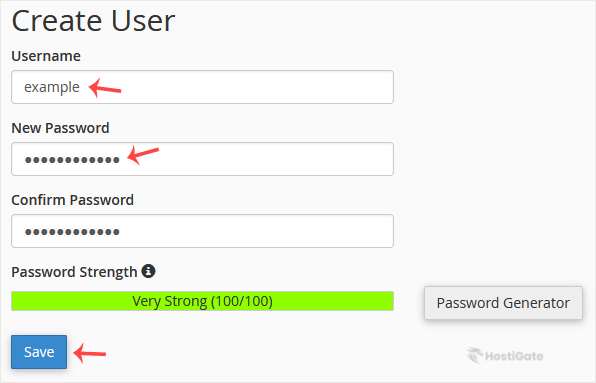 Create User
Username
example
New Password
●●●●●●●●●●●●
Confirm Password
●●●●●●●●●●●●
Password Strength
Very Strong (100/100)
Password Generator
Save
HostiGate